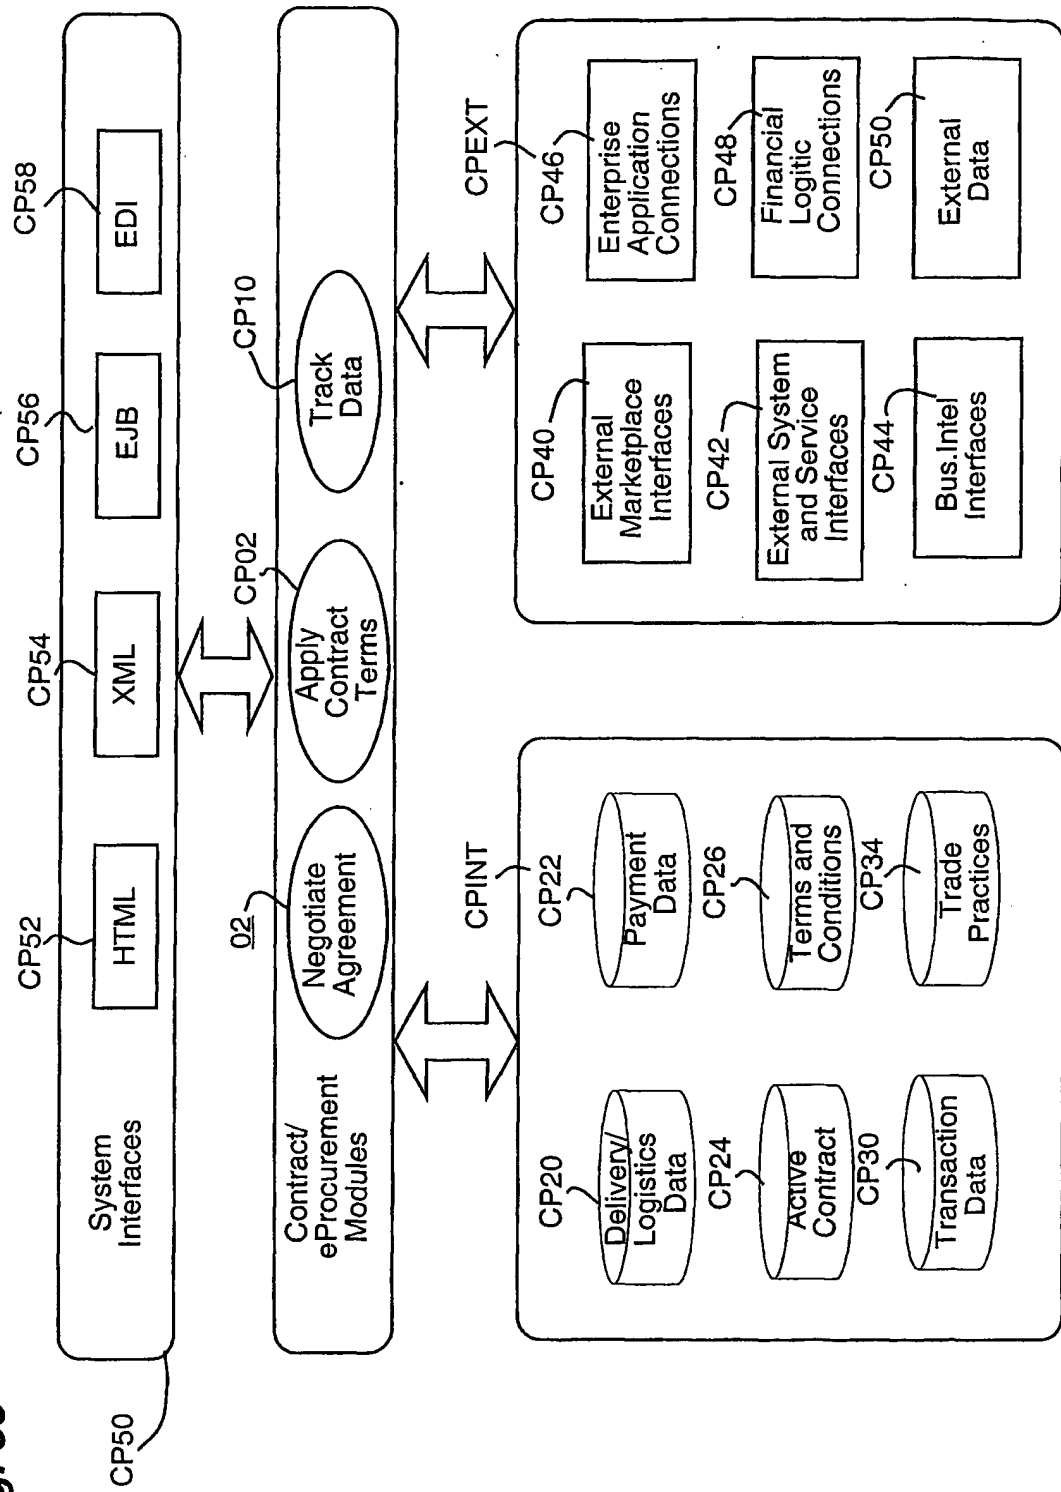 CP50
System
Interfaces
CP52
HTML
CP54
XML
CP56
EJB
CP58
EDI
Contract/
eProcurement
Modules
02
Negotiate
Agreement
CP02
Apply
Contract
Terms
CP10
Track
Data
CPINT
CP20
Delivery/
Logistics
Data
CP22
Payment
Data
CP24
Active
Contract
CP26
Terms and
Conditions
CP30
Transaction
Data
CP34
Trade
Practices
CPEXT
CP40
External
Marketplace
Interfaces
CP46
Enterprise
Application
Connections
CP42
External System
and Service
Interfaces
CP48
Financial
Logitic
Connections
CP44
Bus.Intel
Interfaces
CP50
External
Data